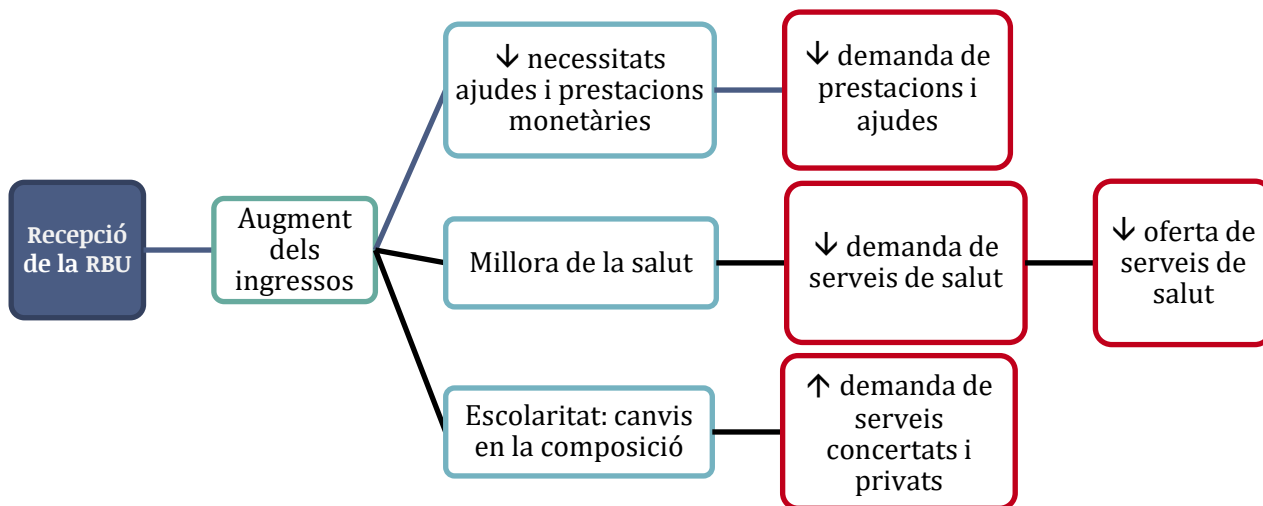 Recepció
de la RBU
Augment
dels
ingressos
↓ necessitats
ajudes i prestacions
monetàries
↓ demanda de
prestacions i
ajudes
Millora de la salut
↓ demanda de
serveis de salut
↓ oferta de
serveis de
salut
Escolaritat: canvis
en la composició
↑ demanda de
serveis
concertats i
privats